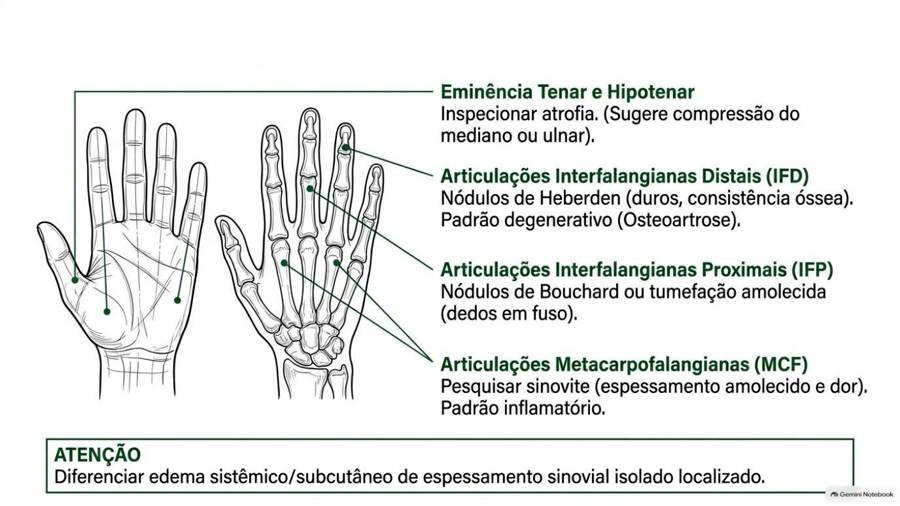 Eminência Tenar e Hipotenar
Inspecionar atrofia. (Sugere compressão do
mediano ou ulnar).
Articulações Interfalangianas Distais (IFD)
Nódulos de Heberden (duros, consistência óssea).
Padrão degenerativo (Osteoartrose).
Articulações Interfalangianas Proximais (IFP)
Nódulos de Bouchard ou tumefação amolecida
(dedos em fuso).
Articulações Metacarpofalangianas (MCF)
Pesquisar sinovite (espessamento amolecido e dor).
Padrão inflamatório.
ATENÇÃO
Diferenciar edema sistêmico/subcutâneo de espessamento sinovial isolado localizado.
Gemini Notebook